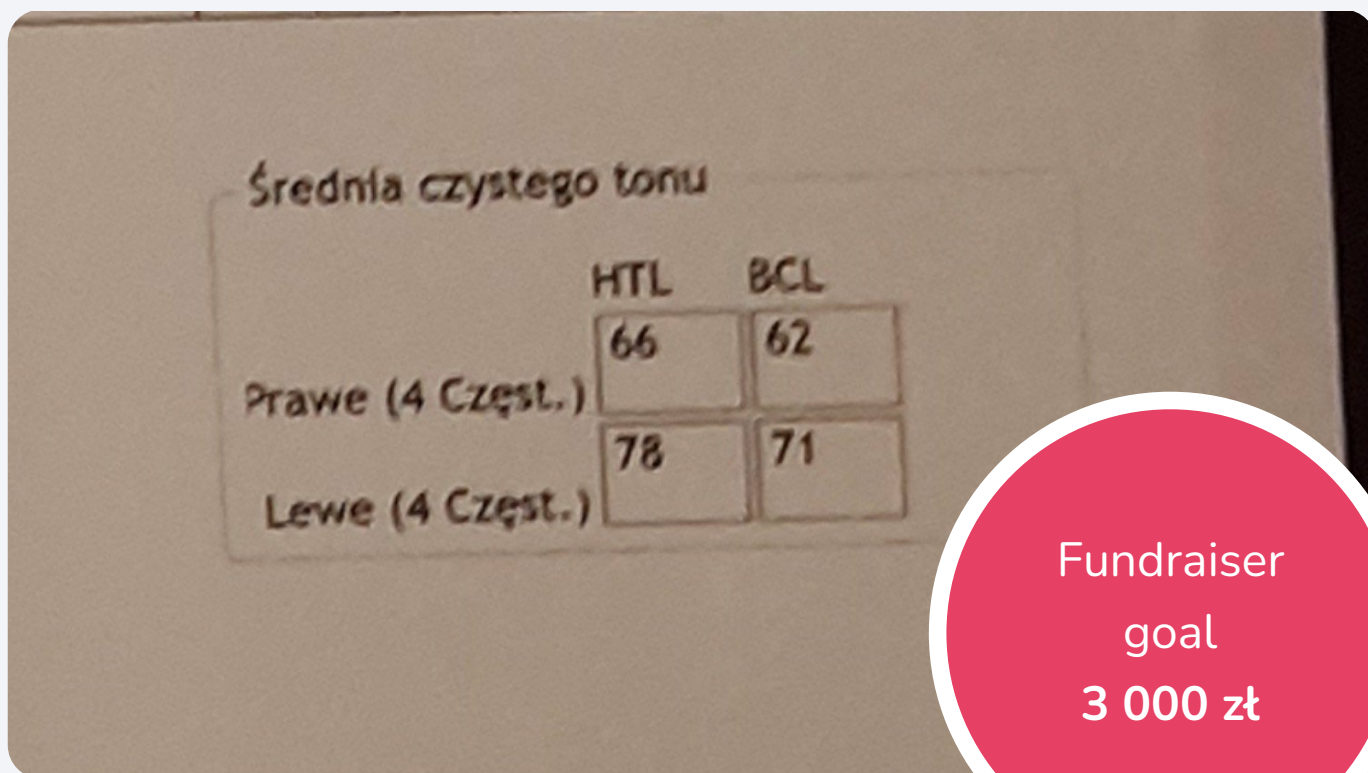 Średnia czystego tonu
HTL BCL
66 62
Prawe (4 Częst.)
78 71
Lewe (4 Częst.)
Fundraiser
goal
3 000 zł